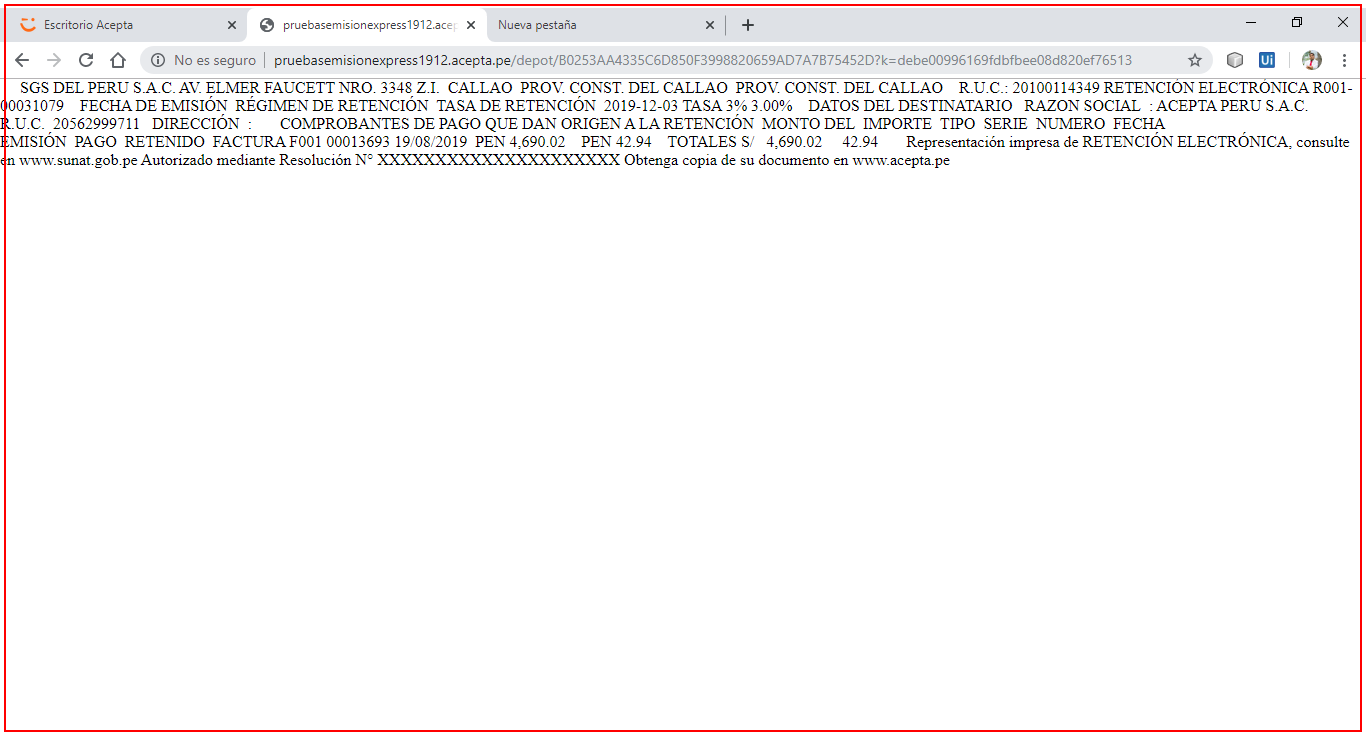 Escritorio Acepta
pruebasemisionexpress1912.acep
Nueva pestaña
No es seguro | pruebasemisionexpress1912.acepta.pe/depot/B0253AA4335C6D850F3998820659AD7A7B75452D?k=debe00996169fdbfbee08d820ef76513
Ui
SGS DEL PERU S.A.C. AV. ELMER FAUCETT NRO. 3348 Z.I. CALLAO PROV. CONST. DEL CALLAO PROV. CONST. DEL CALLAO R.U.C.: 20100114349 RETENCIÓN ELECTRÓNICA R001-
00031079 FECHA DE EMISIÓN RÉGIMEN DE RETENCIÓN TASA DE RETENCIÓN 2019-12-03 TASA 3% 3.00% DATOS DEL DESTINATARIO RAZON SOCIAL : ACEPTA PERU S.A.C.
R.U.C. 20562999711 DIRECCIÓN : COMPROBANTES DE PAGO QUE DAN ORIGEN A LA RETENCIÓN MONTO DEL IMPORTE TIPO SERIE NUMERO FECHA
EMISIÓN PAGO RETENIDO FACTURA F001 00013693 19/08/2019 PEN 4,690.02 PEN 42.94 TOTALES S/ 4,690.02 42.94 Representación impresa de RETENCIÓN ELECTRÓNICA, consulte
en www.sunat.gob.pe Autorizado mediante Resolución N° XXXXXXXXXXXXXXXXXXXXX Obtenga copia de su documento en www.acepta.pe